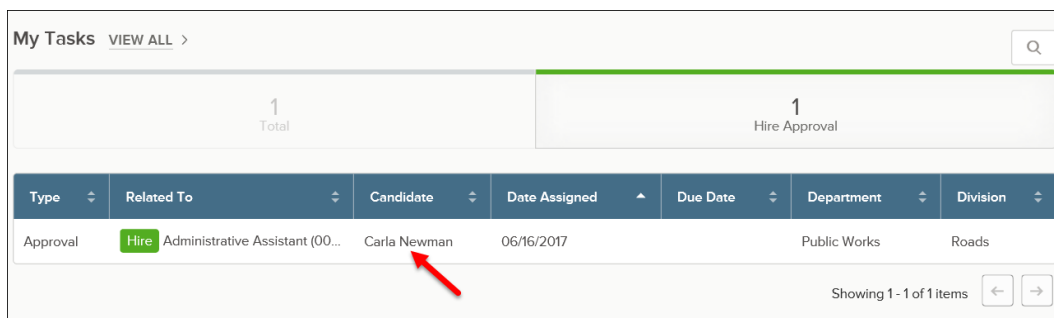 My Tasks VIEW ALL >
1
Total
1
Hire Approval
Type Related To Candidate Date Assigned Due Date Department Division
Approval Hire Administrative Assistant (00... Carla Newman 06/16/2017 Public Works Roads
Showing 1 - 1 of 1 items